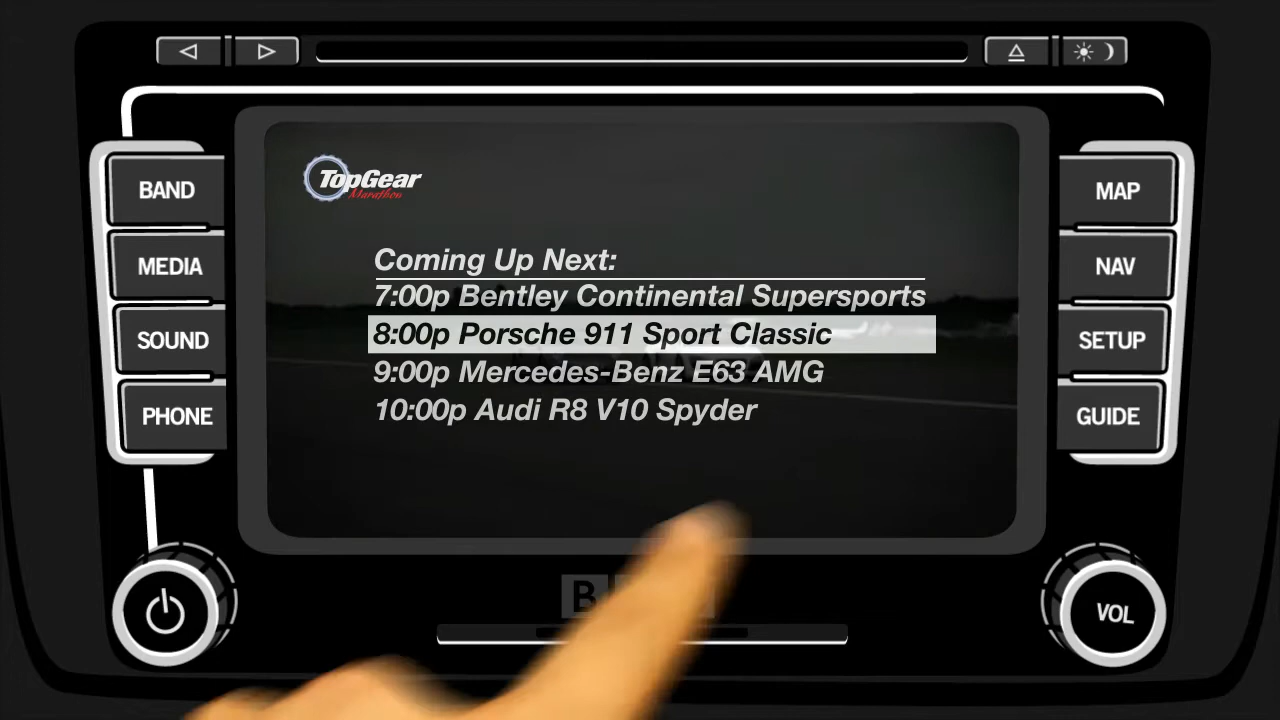 TopGear
Marathon
BAND
MEDIA
SOUND
PHONE
Coming Up Next:
7:00p Bentley Continental Supersports
8:00p Porsche 911 Sport Classic
9:00p Mercedes-Benz E63 AMG
10:00p Audi R8 V10 Spyder
MAP
NAV
SETUP
GUIDE
B
VOL